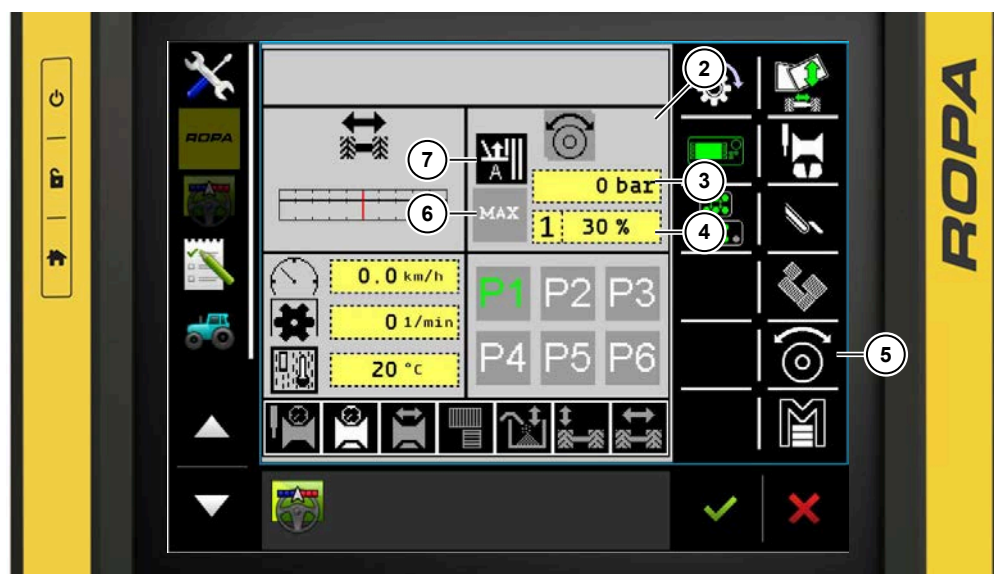 2
ROPA
7
A
0 bar
3
6
MAX
1 30 %
4
0.0 km/h
0 1/min
20 °C
P1 P2 P3
P4 P5 P6
5
ROPA